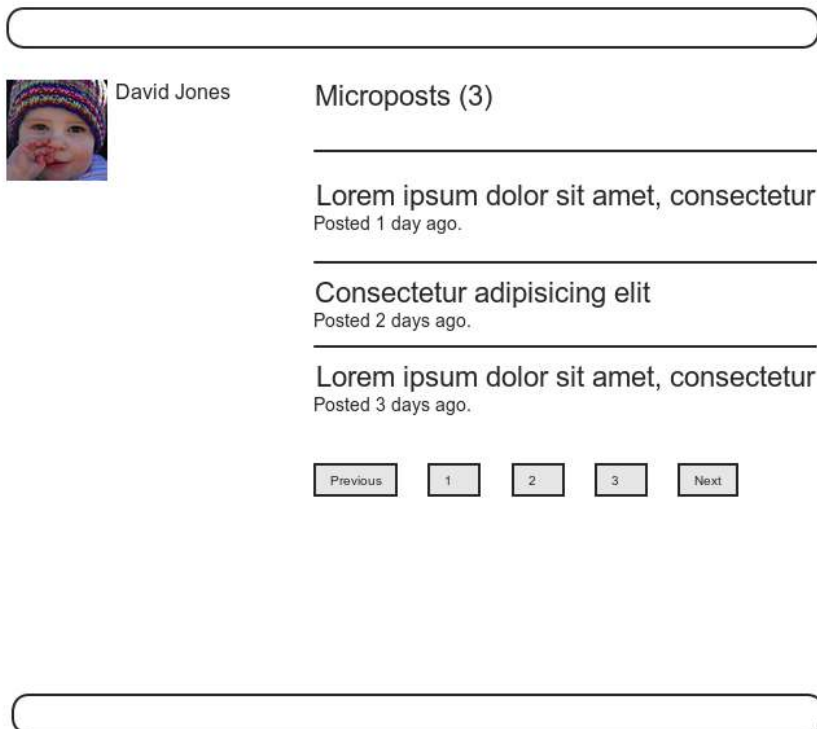 David Jones
Microposts (3)
Lorem ipsum dolor sit amet, consectetur
Posted 1 day ago.
Consectetur adipisicing elit
Posted 2 days ago.
Lorem ipsum dolor sit amet, consectetur
Posted 3 days ago.
Previous 1 2 3 Next